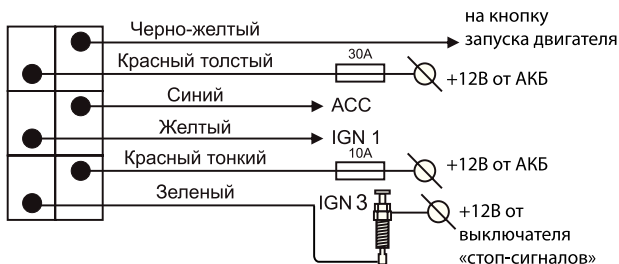 Черно-желтый
на кнопку
запуска двигателя
Красный толстый
30А
+12В от АКБ
Синий
ACC
Желтый
IGN 1
Красный тонкий
10А
+12В от АКБ
Зеленый
IGN 3
+12В от
выключателя
«стоп-сигналов»